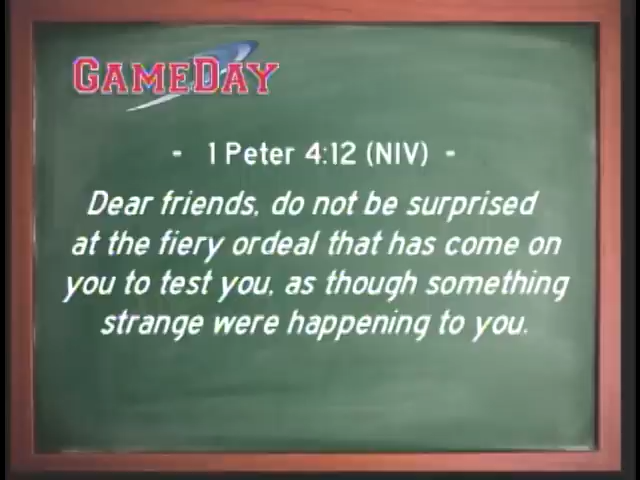 GAMEDAY
- 1 Peter 4:12 (NIV) -
Dear friends, do not be surprised
at the fiery ordeal that has come on
you to test you, as though something
strange were happening to you.